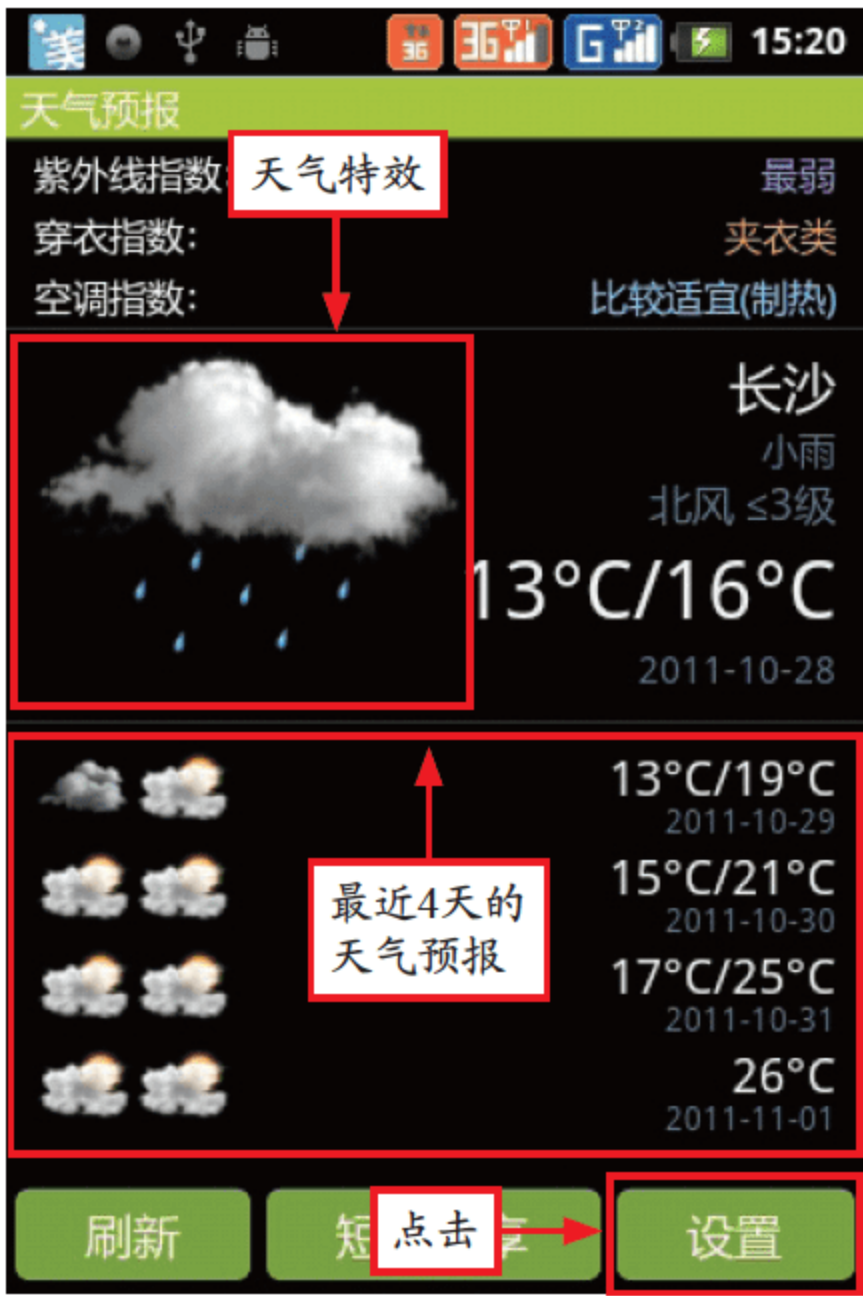 美 3G 3G 1 G 2 15:20
天气预报
紫外线指数: 最弱
天气特效
穿衣指数: 夹衣类
空调指数: 比较适宜(制热)
长沙
小雨
北风 ≤3级
13°C/16°C
2011-10-28
13°C/19°C
2011-10-29
15°C/21°C
2011-10-30
最近4天的
天气预报
17°C/25°C
2011-10-31
26°C
2011-11-01
刷新
短
点击
享
设置